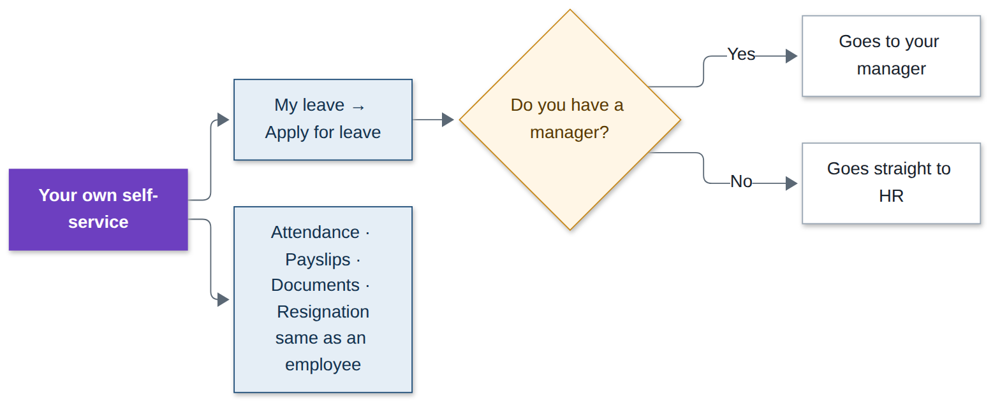 Your own self-
service
My leave →
Apply for leave
Attendance ·
Payslips ·
Documents ·
Resignation
same as an
employee
Do you have a
manager?
Yes
Goes to your
manager
No
Goes straight to
HR